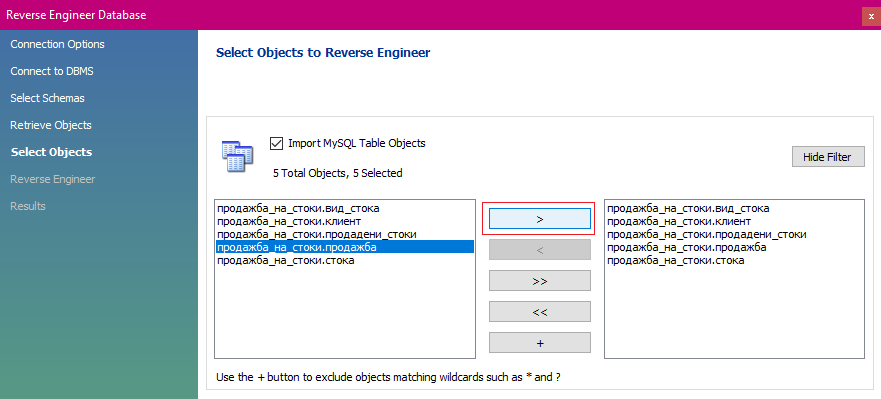 Reverse Engineer Database
x
Connection Options
Connect to DBMS
Select Schemas
Retrieve Objects
Select Objects
Reverse Engineer
Results
Select Objects to Reverse Engineer
Import MySQL Table Objects
5 Total Objects, 5 Selected
Hide Filter
продажба_на_стоки.вид_стока
продажба_на_стоки.клиент
продажба_на_стоки.продадени_стоки
продажба_на_стоки.продажба
продажба_на_стоки.стока
>
<
>>
<<
+
продажба_на_стоки.вид_стока
продажба_на_стоки.клиент
продажба_на_стоки.продадени_стоки
продажба_на_стоки.продажба
продажба_на_стоки.стока
Use the + button to exclude objects matching wildcards such as * and ?